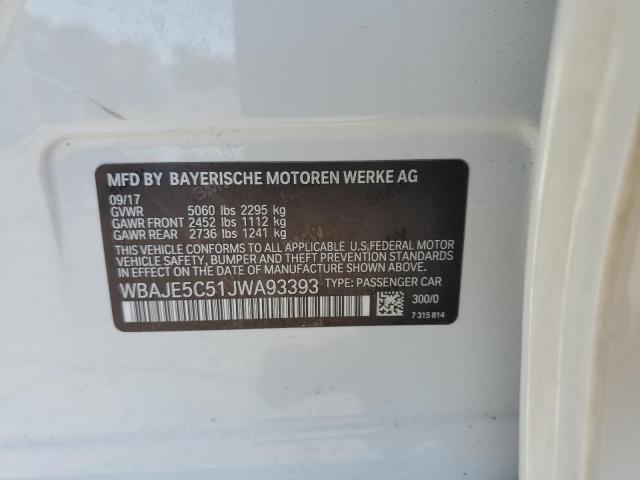 MFD BY BAYERISCHE MOTOREN WERKE AG
09/17
GVWR 5060 lbs 2295 kg
GAWR FRONT 2452 lbs 1112 kg
GAWR REAR 2736 lbs 1241 kg
THIS VEHICLE CONFORMS TO ALL APPLICABLE U.S.FEDERAL MOTOR
VEHICLE SAFETY, BUMPER, AND THEFT PREVENTION STANDARDS
IN EFFECT ON THE DATE OF MANUFACTURE SHOWN ABOVE.
WBAJE5C51JWA93393 TYPE: PASSENGER CAR
300/0
7 315 814